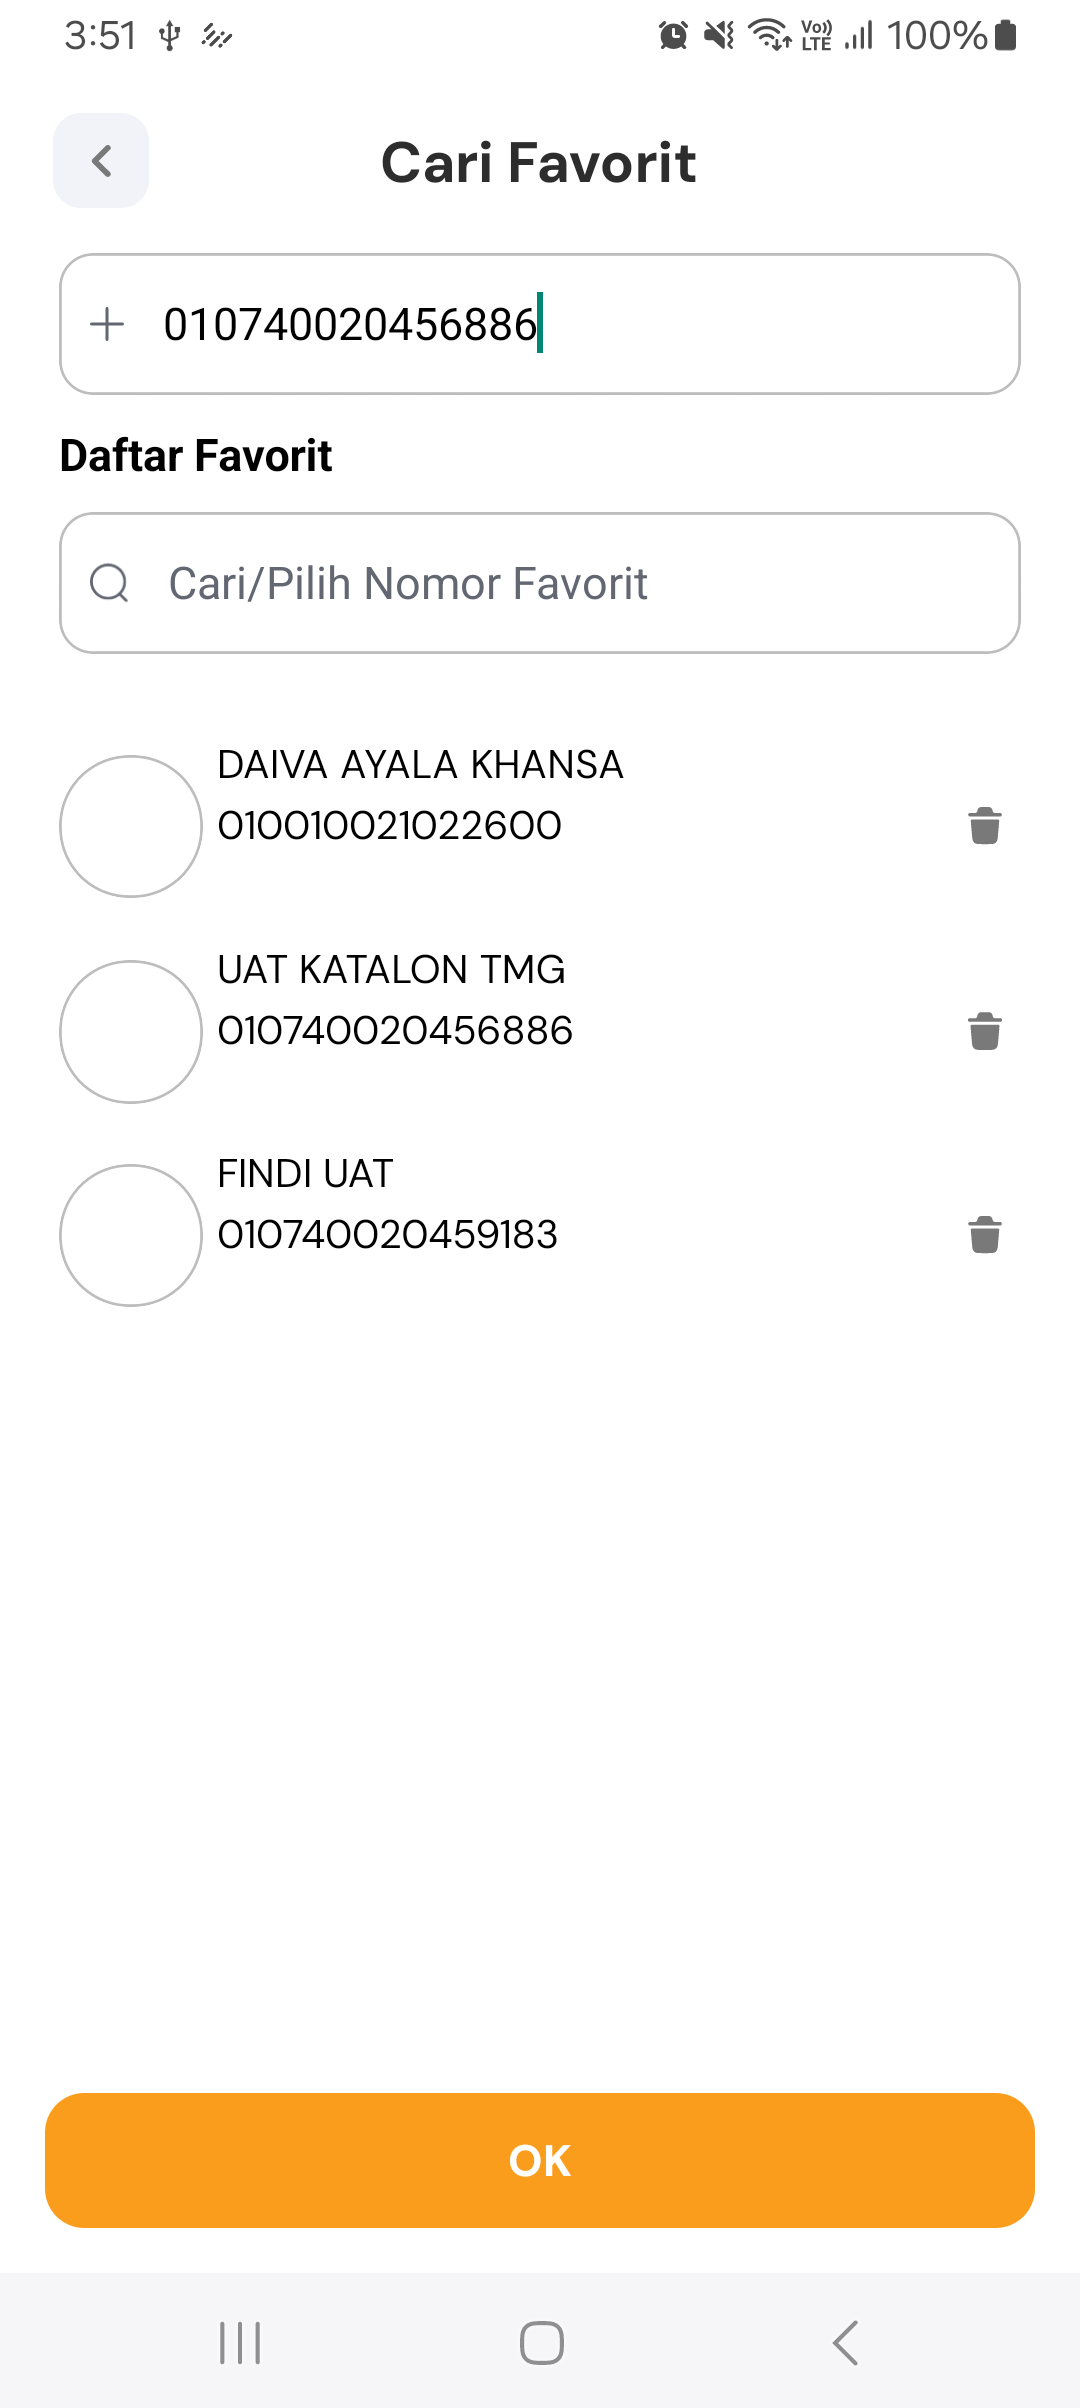 3:51
Vo)) LTE 100%
Cari Favorit
010740020456886
Daftar Favorit
Cari/Pilih Nomor Favorit
DAIVA AYALA KHANSA
010010021022600
UAT KATALON TMG
010740020456886
FINDI UAT
010740020459183
OK